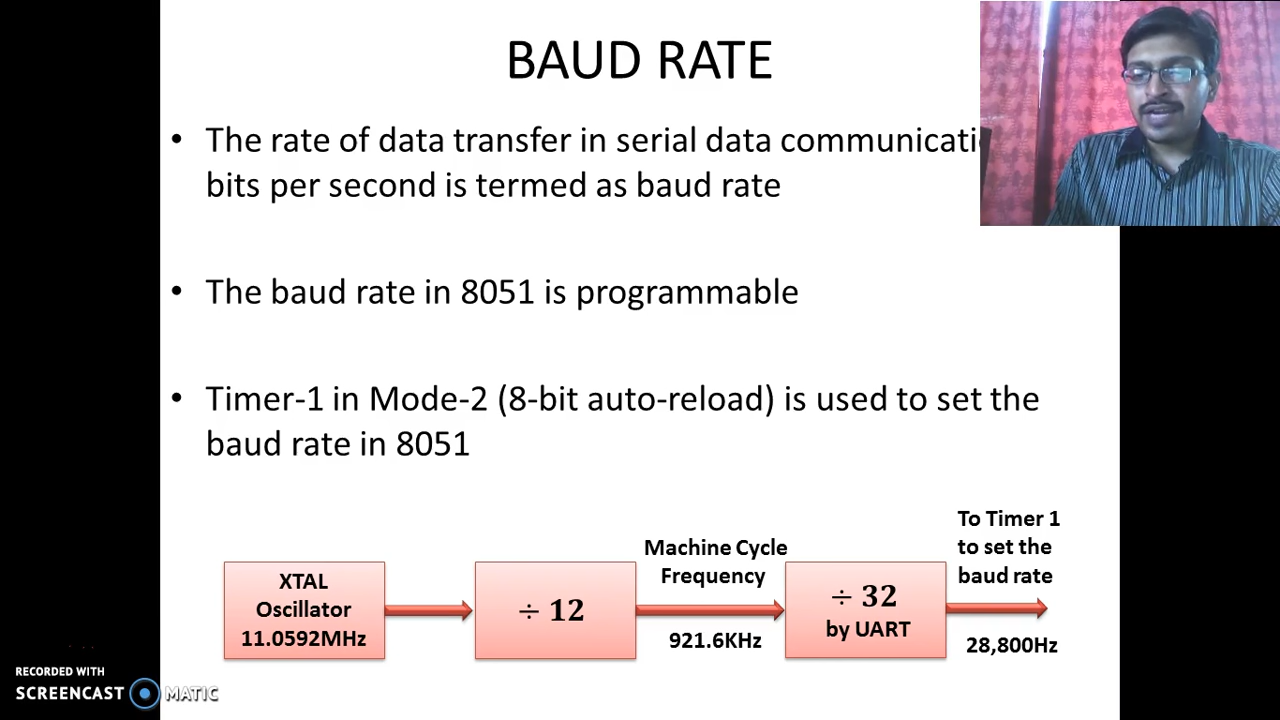 BAUD RATE
• The rate of data transfer in serial data
bits per second is termed as baud rate
• The baud rate in 8051 is programmable
• Timer-1 in Mode-2 (8-bit auto-reload) is used to set the
baud rate in 8051
To Timer 1
to set the
baud rate
Machine Cycle
Frequency
XTAL
Oscillator
11.0592MHz
÷ 12
÷ 32
by UART
921.6KHz
28,800Hz
RECORDED WITH
SCREENCAST MATIC